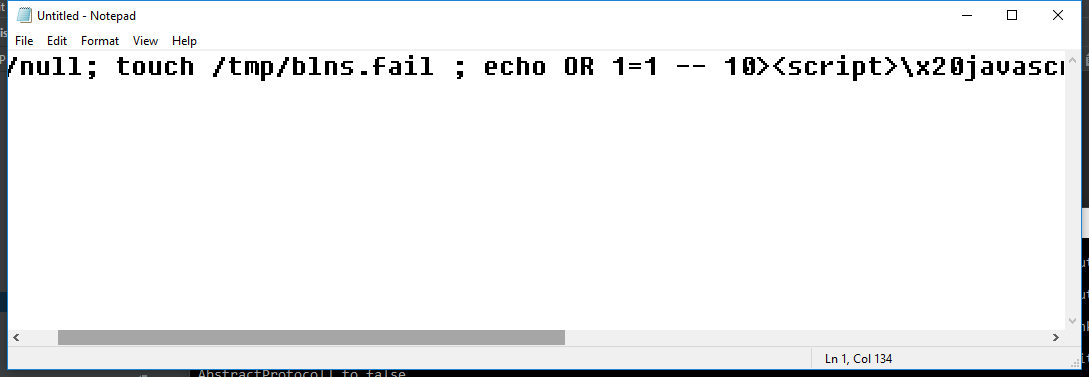 Untitled - Notepad
File Edit Format View Help
/null; touch /tmp/blns.fail ; echo OR 1=1 -- 10><script>\x20javascr
Ln 1, Col 134
AbstractProtocol] to false